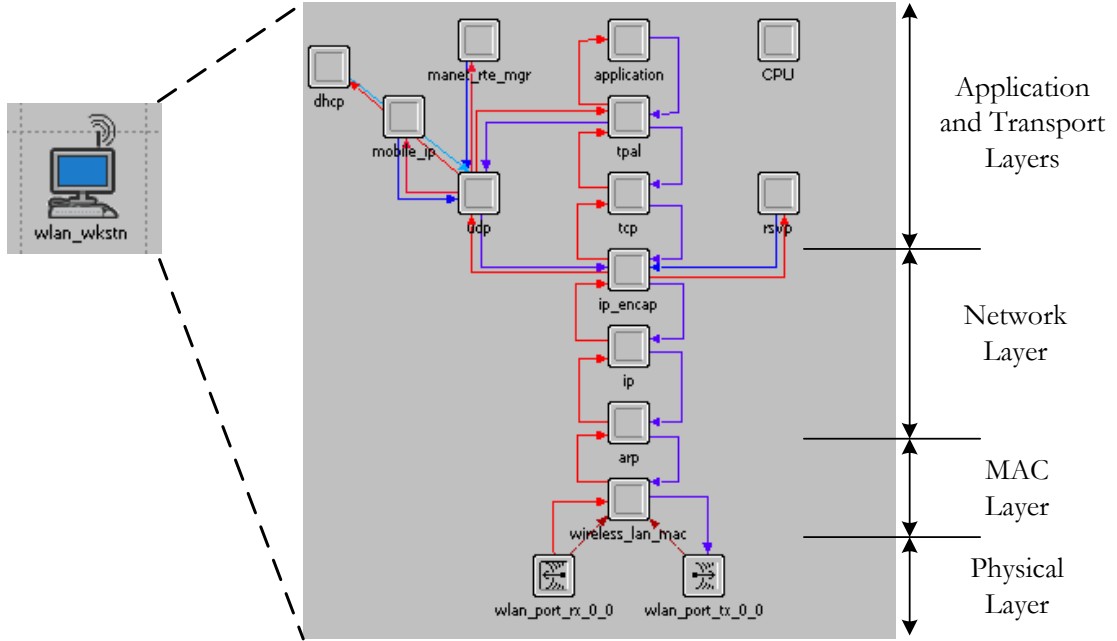 manet_rte_mgr
application
CPU
dhcp
mobile_ip
tpal
udp
tcp
rsvp
ip_encap
ip
arp
wireless_lan_mac
wlan_port_rx_0_0
wlan_port_tx_0_0
wlan_wkstn
Application
and Transport
Layers
Network
Layer
MAC
Layer
Physical
Layer